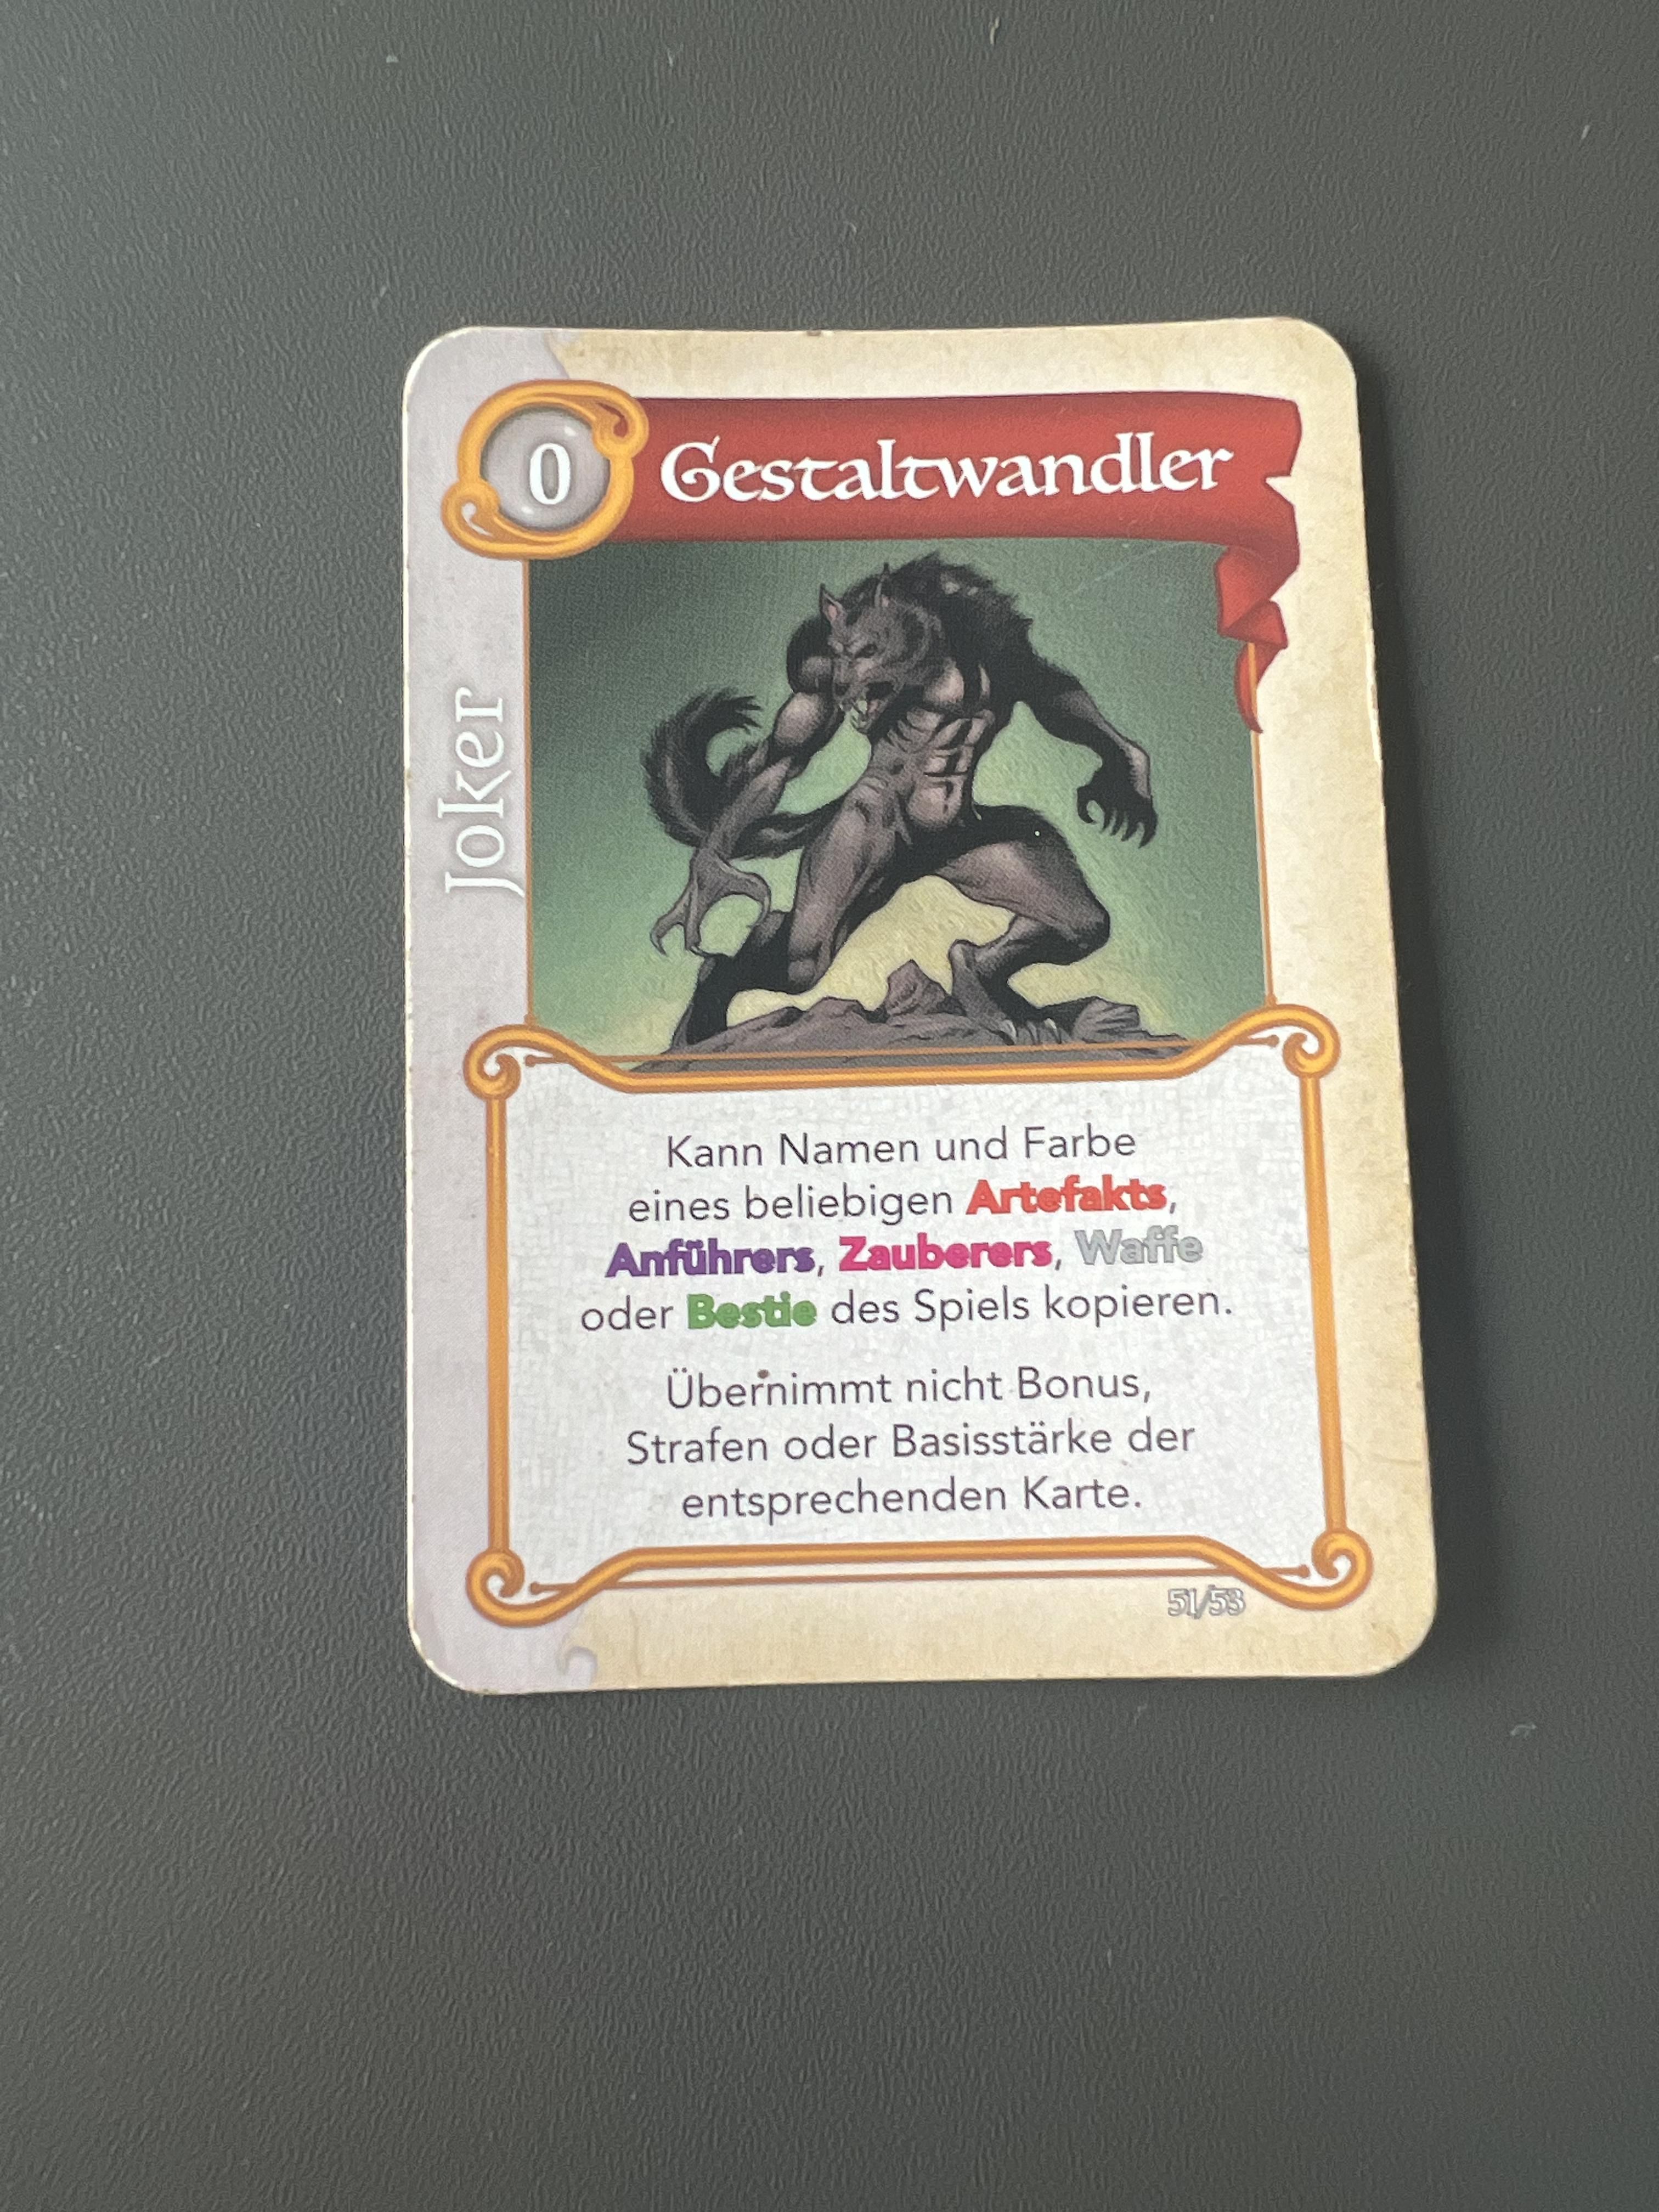 0
Gestaltwandler
Joker
Kann Namen und Farbe
eines beliebigen Artefakts,
Anführers, Zauberers, Waffe
oder Bestie des Spiels kopieren.
Übernimmt nicht Bonus,
Strafen oder Basisstärke der
entsprechenden Karte.
51/53